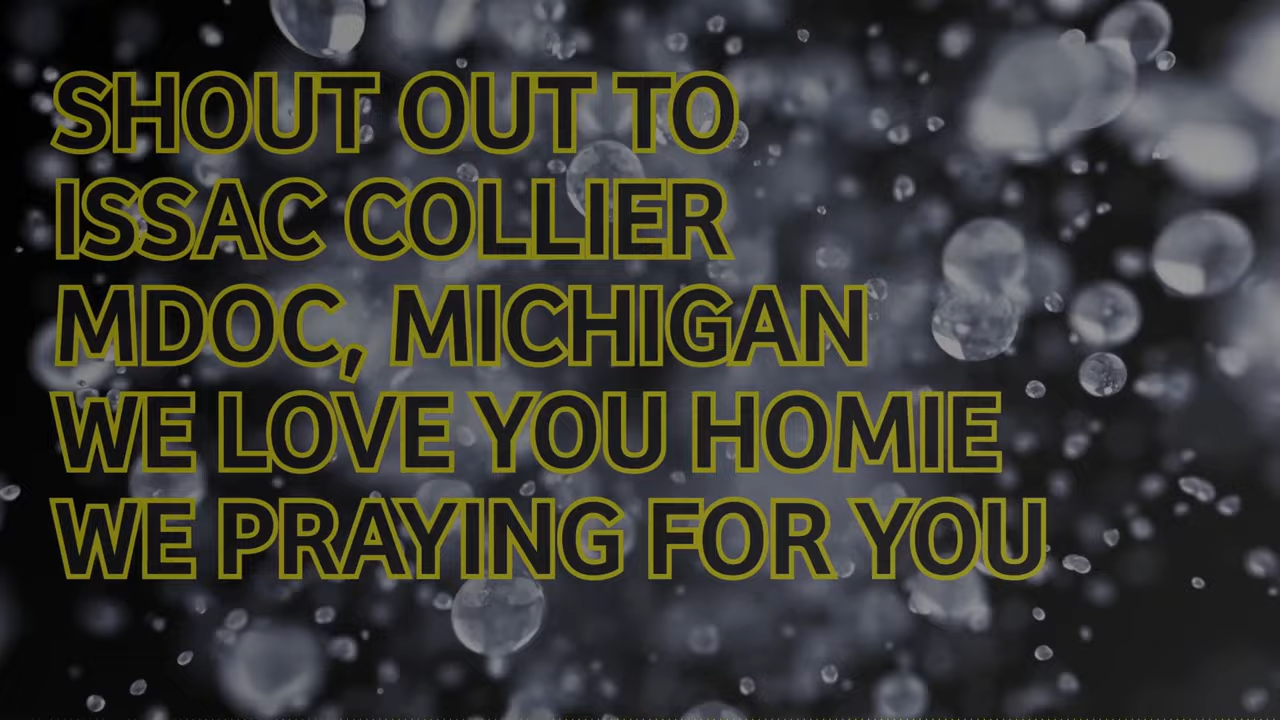 SHOUT OUT TO
ISSAC COLLIER
MDOC, MICHIGAN
WE LOVE YOU HOMIE
WE PRAYING FOR YOU